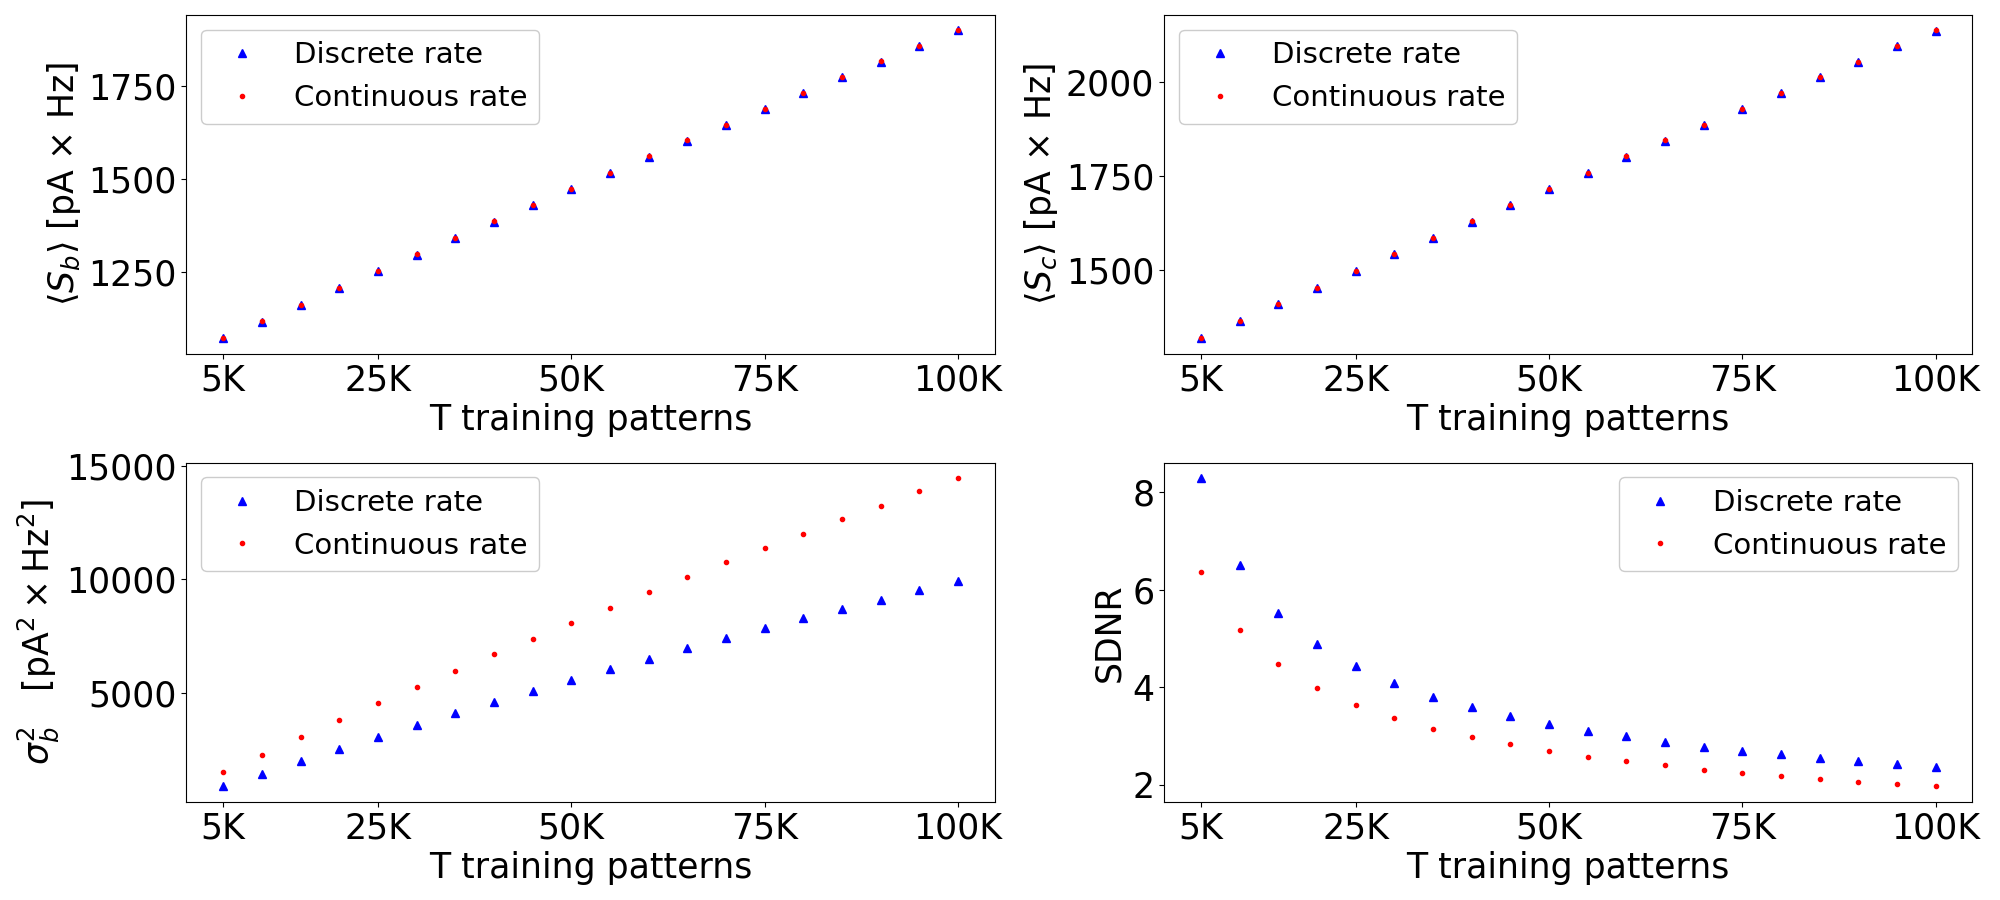 Discrete rate
Continuous rate
⟨S_b⟩ [pA × Hz]
1750
1500
1250
5K 25K 50K 75K 100K
T training patterns
Discrete rate
Continuous rate
⟨S_c⟩ [pA × Hz]
2000
1750
1500
5K 25K 50K 75K 100K
T training patterns
Discrete rate
Continuous rate
σ_b^2 [pA^2 × Hz^2]
15000
10000
5000
5K 25K 50K 75K 100K
T training patterns
Discrete rate
Continuous rate
SDNR
8
6
4
2
5K 25K 50K 75K 100K
T training patterns